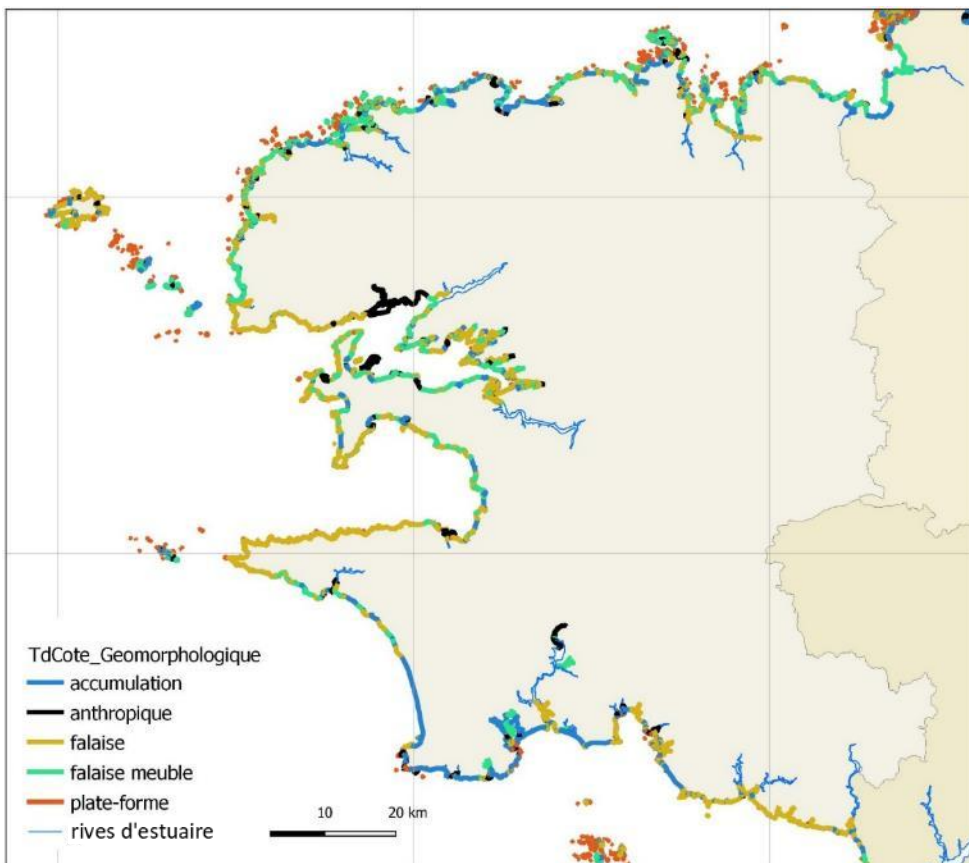 TdCote_Geomorphologique
accumulation
anthropique
falaise
falaise meuble
plate-forme
rives d'estuaire
10 20 km